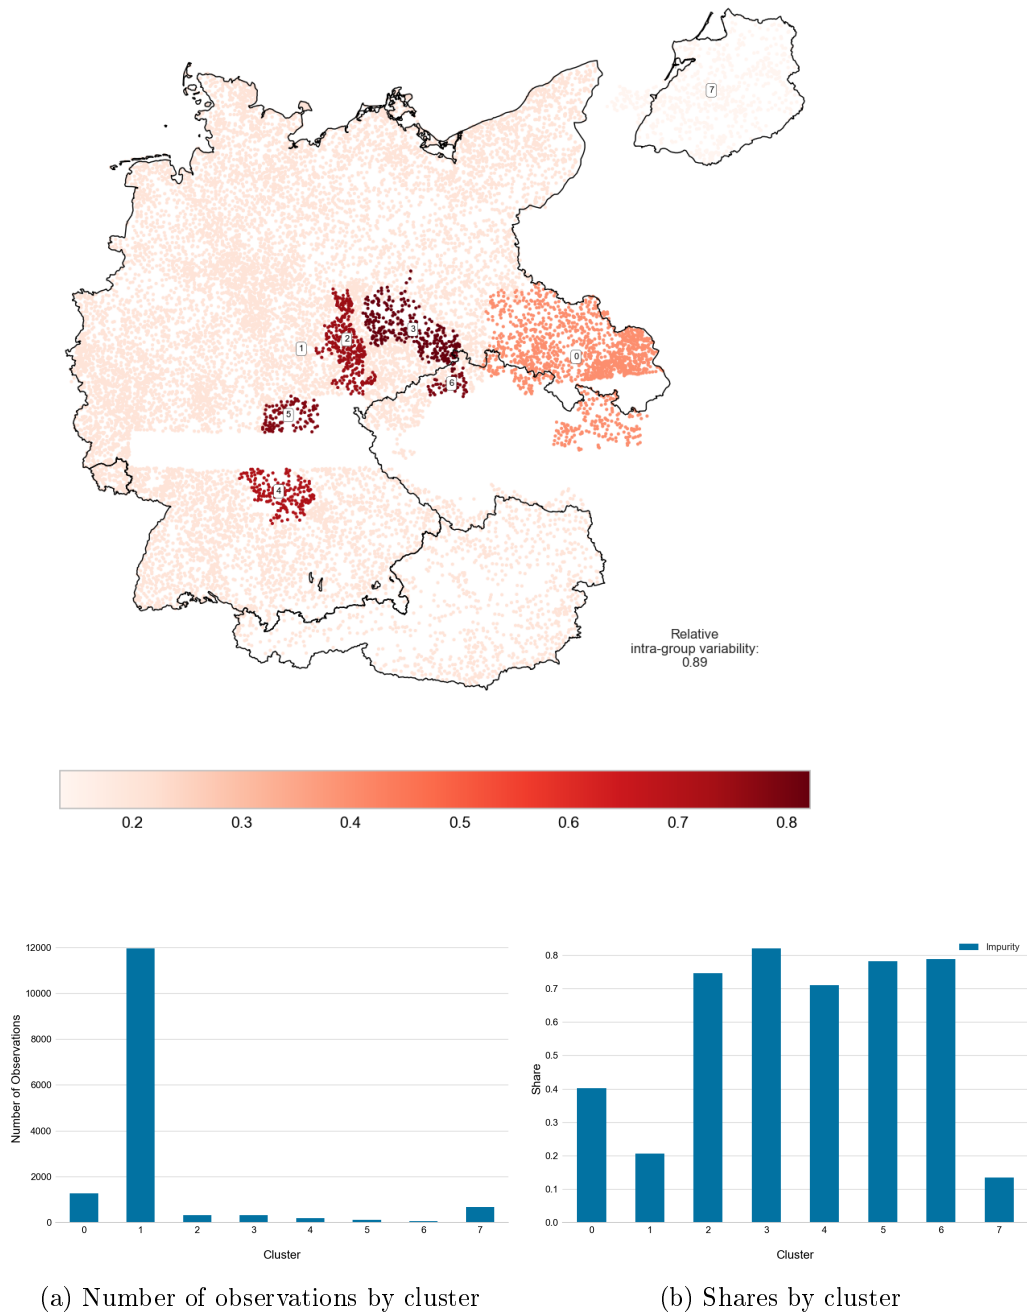 7
3
2
1
0
6
5
4
Relative
intra-group variability:
0.89
0.2 0.3 0.4 0.5 0.6 0.7 0.8
12000
10000
8000
6000
4000
2000
0
Number of Observations
0 1 2 3 4 5 6 7
Cluster
Impurity
0.8
0.7
0.6
0.5
0.4
0.3
0.2
0.1
0.0
Share
0 1 2 3 4 5 6 7
Cluster
(a) Number of observations by cluster
(b) Shares by cluster